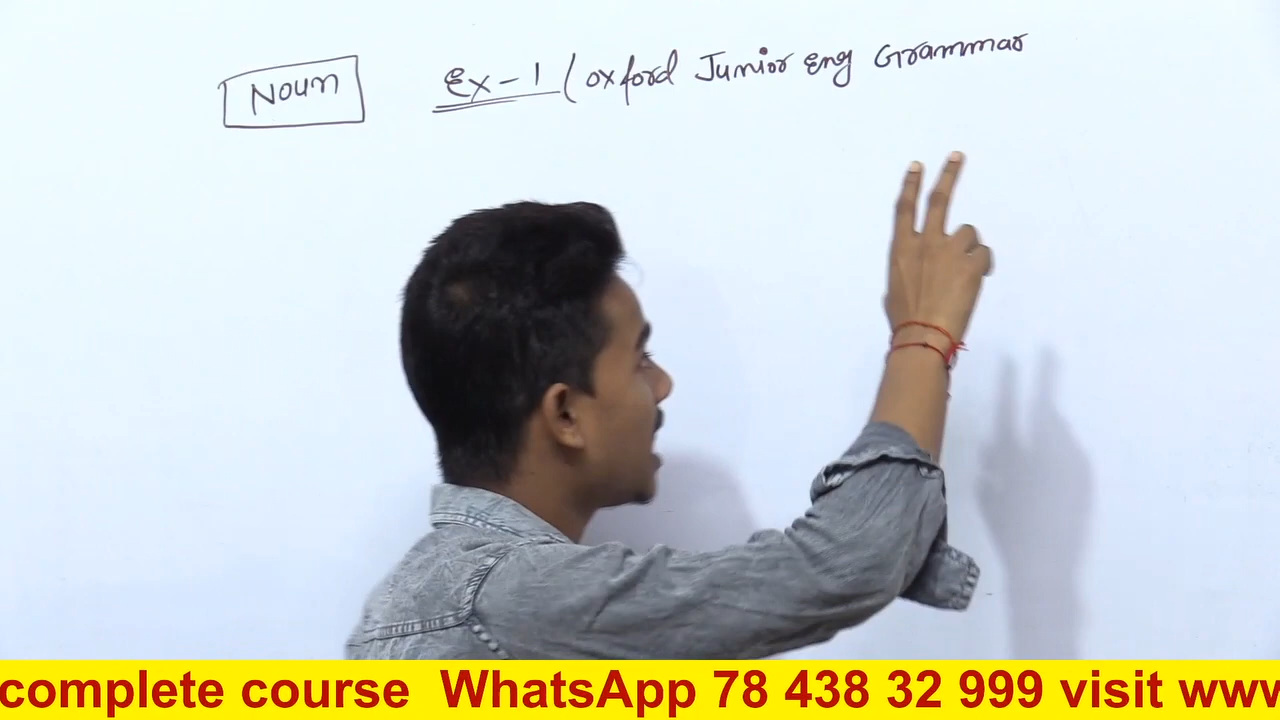 Noun Ex-1 (Oxford Junior Eng Grammar
complete course WhatsApp 78 438 32 999 visit www